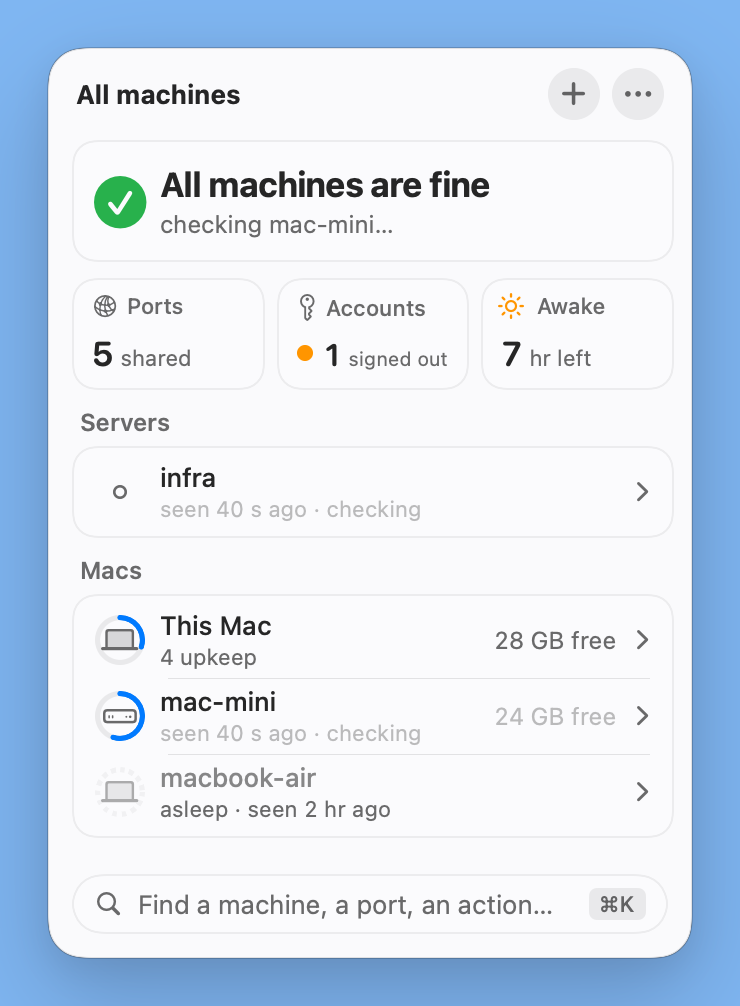 All machines
All machines are fine
checking mac-mini...
Ports
5 shared
Accounts
1 signed out
Awake
7 hr left
Servers
infra
seen 40 s ago · checking
Macs
This Mac
4 upkeep
28 GB free
mac-mini
seen 40 s ago · checking
24 GB free
macbook-air
asleep · seen 2 hr ago
Find a machine, a port, an action...
⌘K